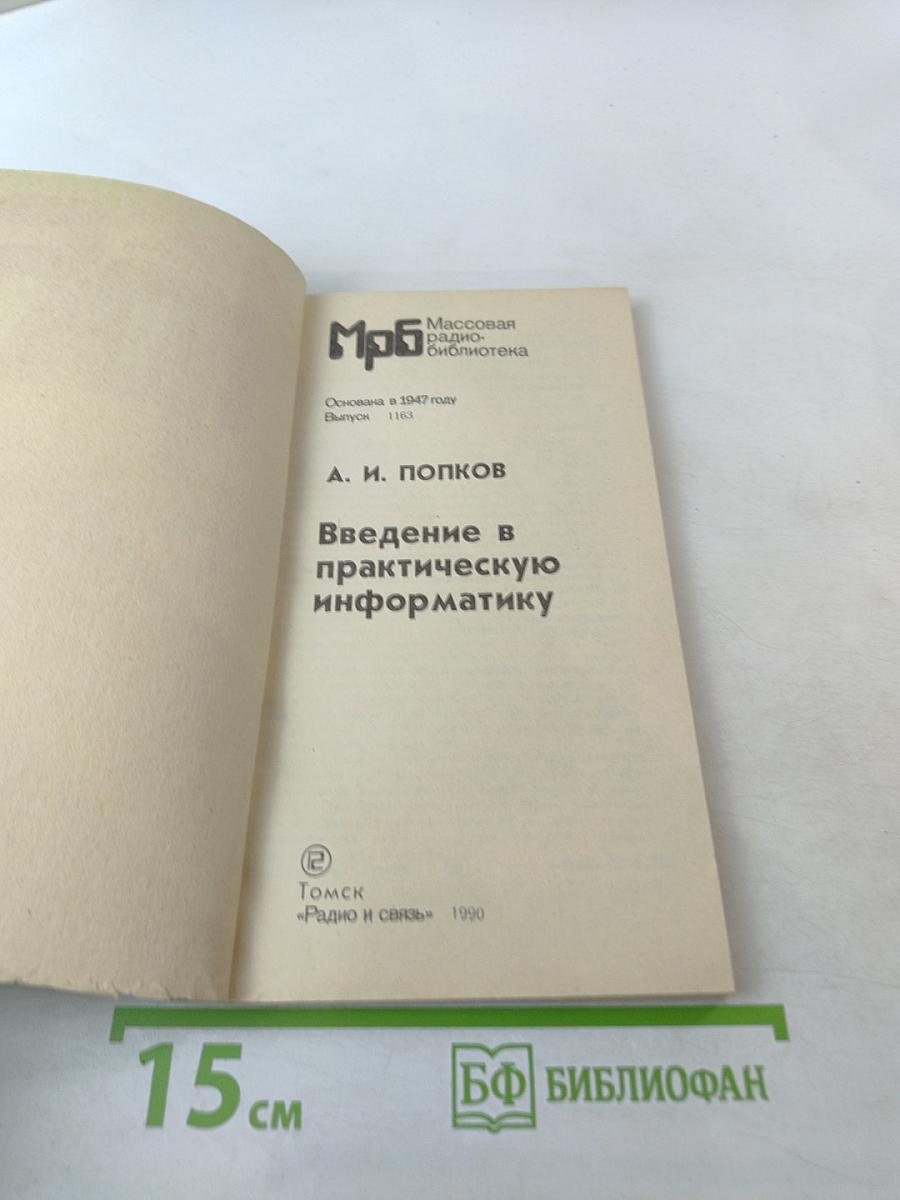 Мрб
Массовая
радио-
библиотека
Основана в 1947 году
Выпуск 1163
А. И. ПОПКОВ
Введение в
практическую
информатику
Томск
«Радио и связь» 1990
15 см
БФ БИБЛИОФАН